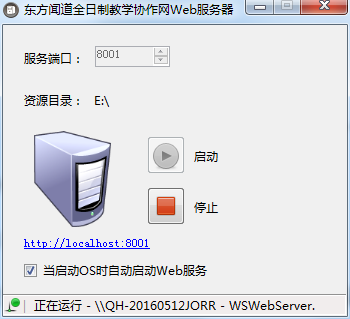 东方闻道全日制教学协作网Web服务器
服务端口： 8001
资源目录： E:\
启动
停止
http://localhost:8001
当启动OS时自动启动Web服务
正在运行 - \\QH-20160512JORR - WSWebServer.